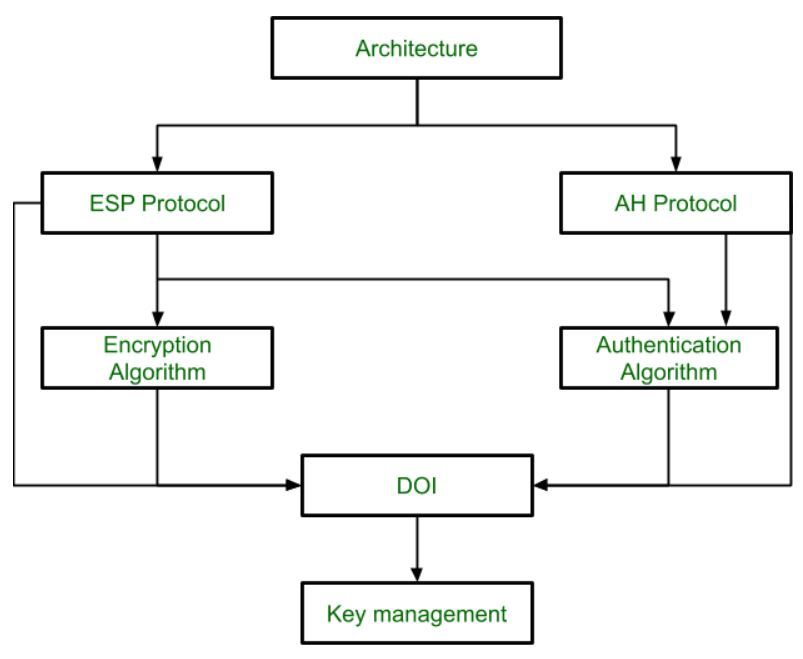 Architecture
ESP Protocol
AH Protocol
Encryption
Algorithm
Authentication
Algorithm
DOI
Key management